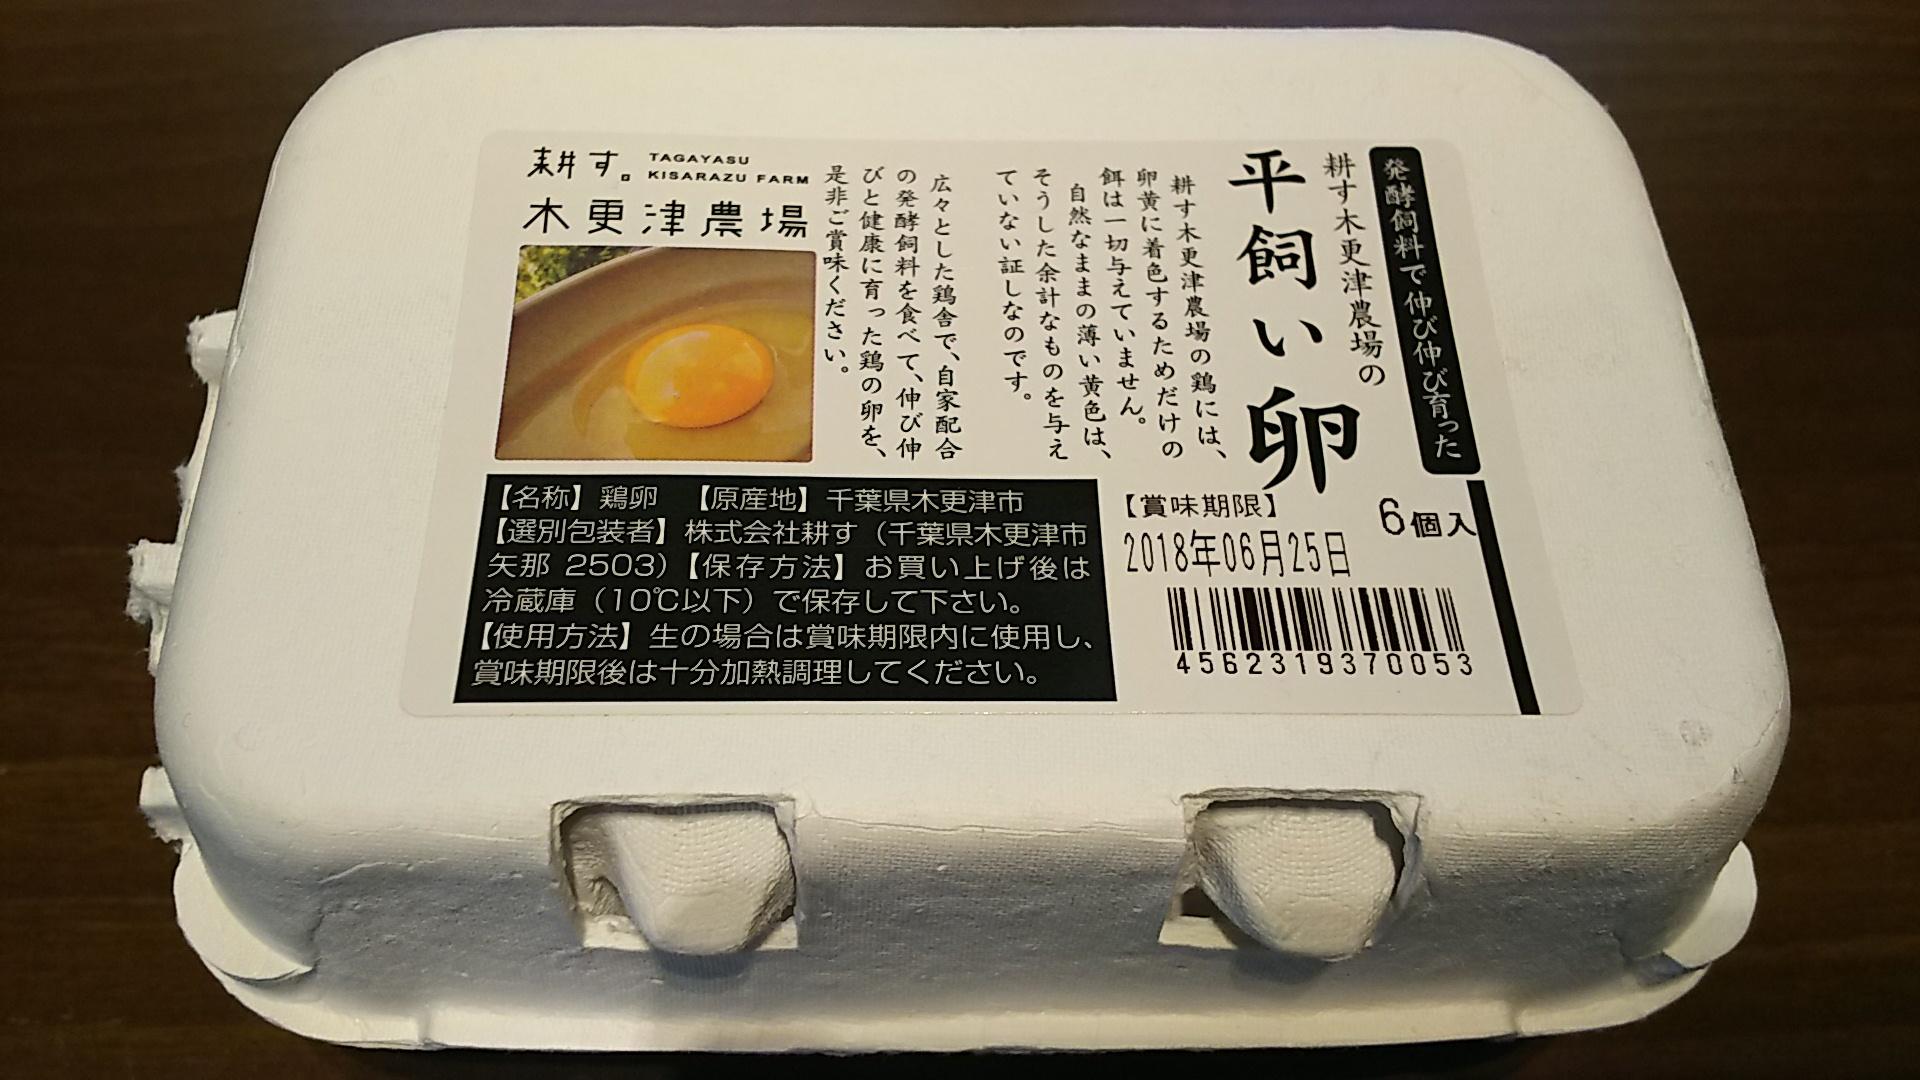 発酵飼料で伸び伸び育った
耕す木更津農場の
平飼い卵
耕す木更津農場の鶏には、
卵黄に着色するためだけの
餌は一切与えていません。
自然なままの薄い黄色は、
そうした余計なものを与え
ていない証しなのです。
広々とした鶏舎で、自家配合
の発酵飼料を食べて、伸び伸
びと健康に育った鶏の卵を、
是非ご賞味ください。
耕す。
TAGAYASU
KISARAZU FARM
木更津農場
【名称】鶏卵 【原産地】千葉県木更津市
【選別包装者】株式会社耕す（千葉県木更津市
矢那 2503）【保存方法】お買い上げ後は
冷蔵庫（10℃以下）で保存して下さい。
【使用方法】生の場合は賞味期限内に使用し、
賞味期限後は十分加熱調理してください。
【賞味期限】
2018年06月25日
6個入
4562319370053